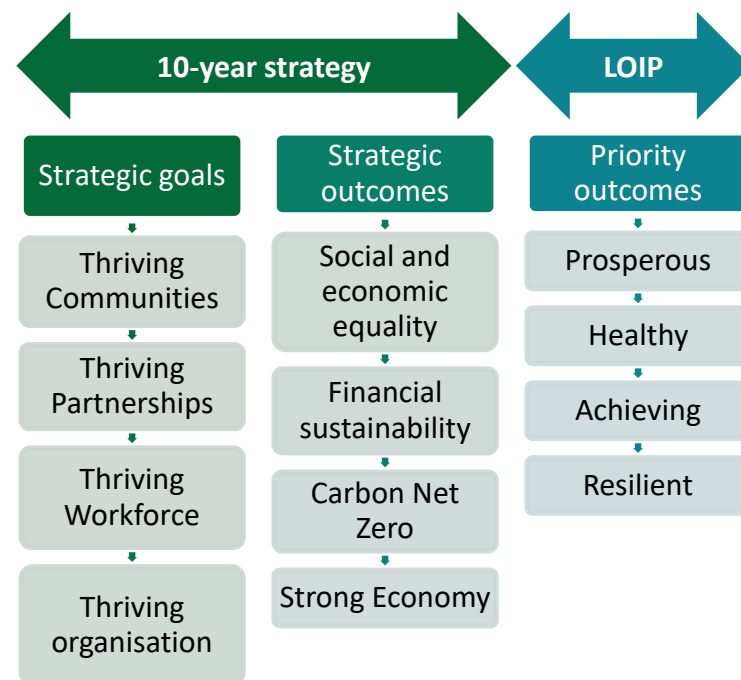 10-year strategy
LOIP
Strategic goals
Thriving
Communities
Thriving
Partnerships
Thriving
Workforce
Thriving
organisation
Strategic
outcomes
Social and
economic
equality
Financial
sustainability
Carbon Net
Zero
Strong Economy
Priority
outcomes
Prosperous
Healthy
Achieving
Resilient